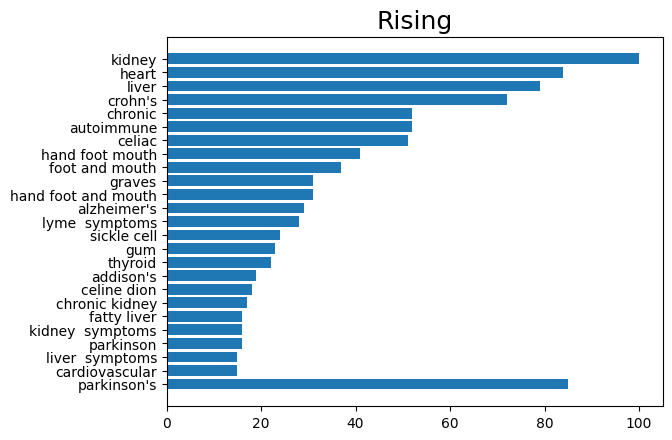 Rising
kidney
heart
liver
crohn's
chronic
autoimmune
celiac
hand foot mouth
foot and mouth
graves
hand foot and mouth
alzheimer's
lyme  symptoms
sickle cell
gum
thyroid
addison's
celine dion
chronic kidney
fatty liver
kidney  symptoms
parkinson
liver  symptoms
cardiovascular
parkinson's
0 20 40 60 80 100